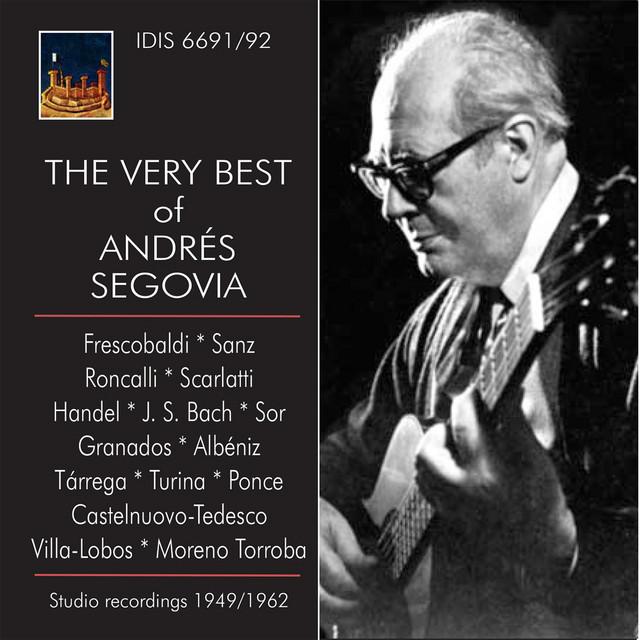 IDIS 6691/92
THE VERY BEST
of
ANDRÉS
SEGOVIA
Frescobaldi * Sanz
Roncalli * Scarlatti
Handel * J. S. Bach * Sor
Granados * Albéniz
Tárrega * Turina * Ponce
Castelnuovo-Tedesco
Villa-Lobos * Moreno Torroba
Studio recordings 1949/1962